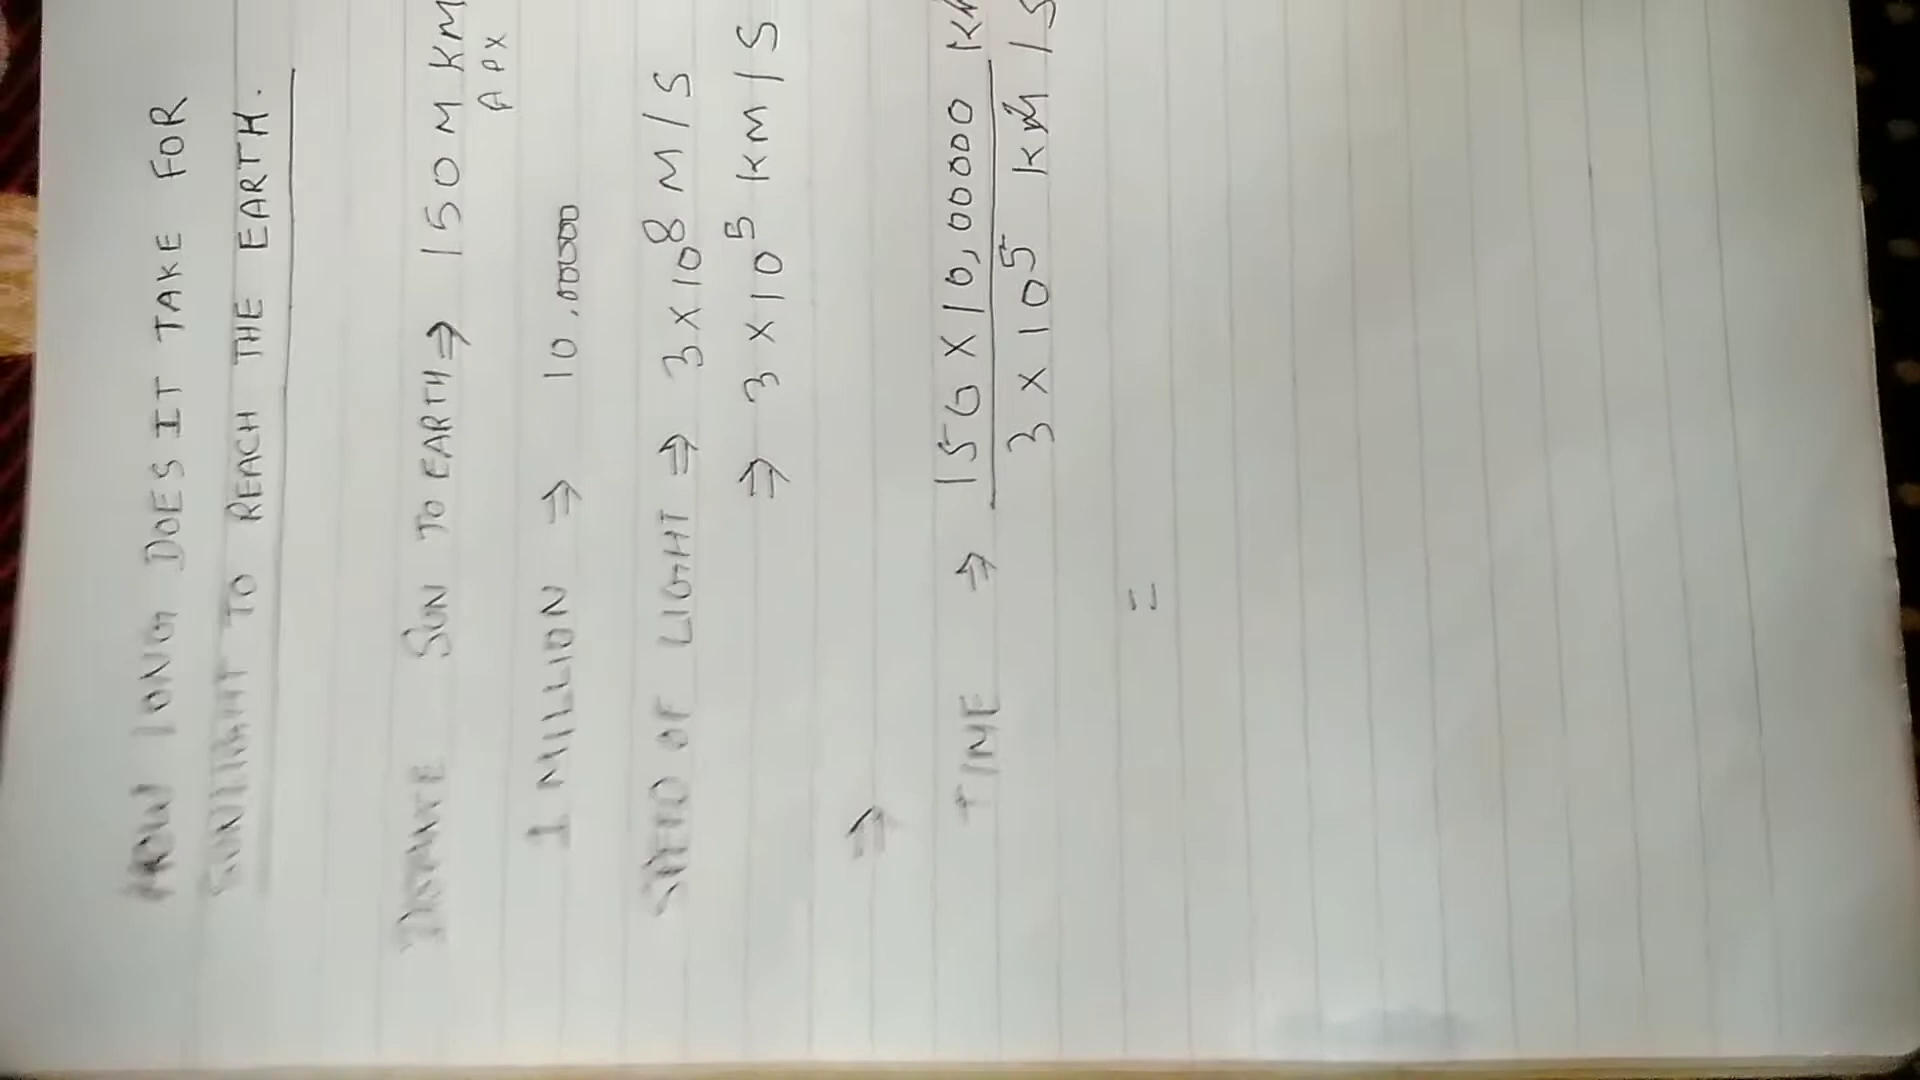 HOW LONG DOES IT TAKE FOR
SUNLIGHT TO REACH THE EARTH.
DISTANCE SUN TO EARTH ⇒ 150 M KM
APX
1 MILLION ⇒ 10,00000
SPEED OF LIGHT ⇒ 3 X 10⁸ M/S
⇒ 3 X 10⁵ KM/S
⇒
TIME ⇒ 150 X 10,00000 KM
3 X 10⁵ KM/S
=